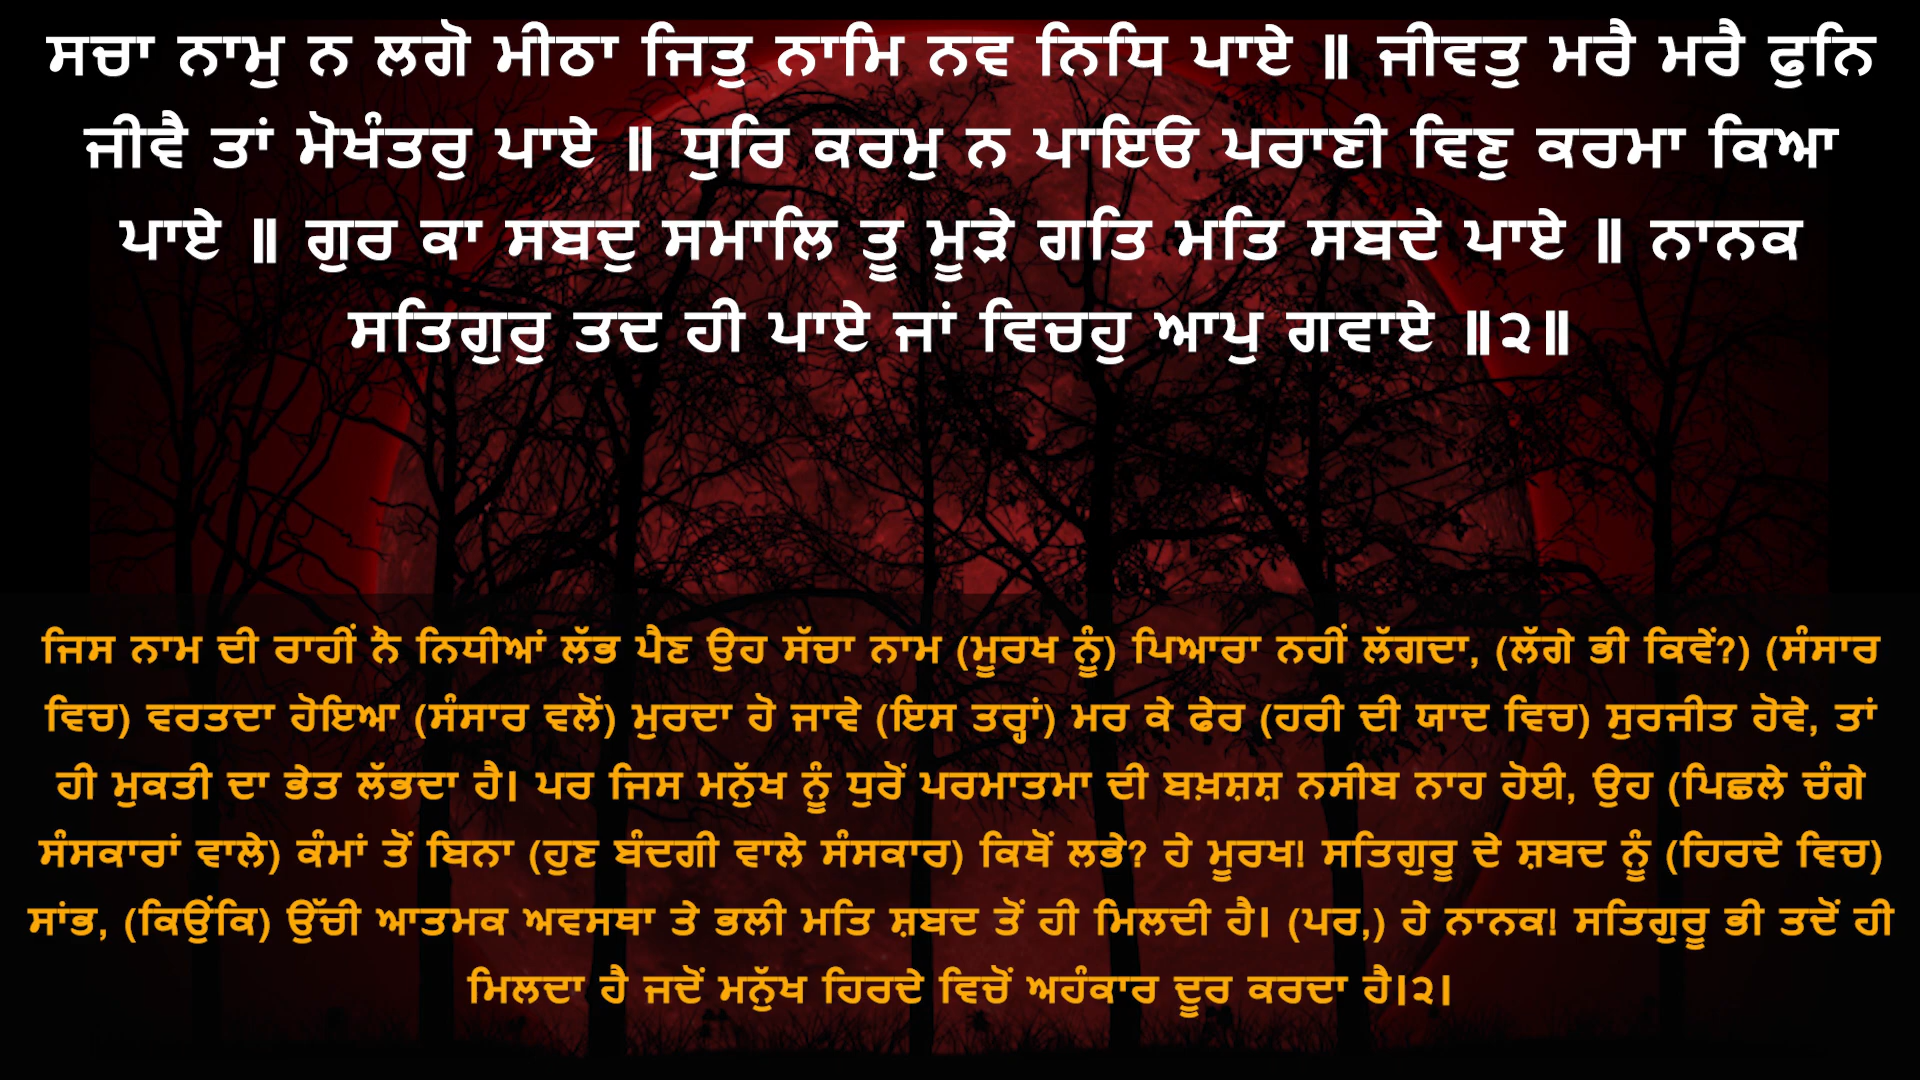 ਸਚਾ ਨਾਮੁ ਨ ਲਗੋ ਮੀਠਾ ਜਿਤੁ ਨਾਮਿ ਨਵ ਨਿਧਿ ਪਾਏ ॥ ਜੀਵਤੁ ਮਰੈ ਮਰੈ ਫੁਨਿ
ਜੀਵੈ ਤਾਂ ਮੋਖੰਤਰੁ ਪਾਏ ॥ ਧੁਰਿ ਕਰਮੁ ਨ ਪਾਇਓ ਪਰਾਣੀ ਵਿਣੁ ਕਰਮਾ ਕਿਆ
ਪਾਏ ॥ ਗੁਰ ਕਾ ਸਬਦੁ ਸਮਾਲਿ ਤੂ ਮੂੜੇ ਗਤਿ ਮਤਿ ਸਬਦੇ ਪਾਏ ॥ ਨਾਨਕ
ਸਤਿਗੁਰੁ ਤਦ ਹੀ ਪਾਏ ਜਾਂ ਵਿਚਹੁ ਆਪੁ ਗਵਾਏ ॥੨॥
ਜਿਸ ਨਾਮ ਦੀ ਰਾਹੀਂ ਨੌ ਨਿਧੀਆਂ ਲੱਭ ਪੈਣ ਉਹ ਸੱਚਾ ਨਾਮ (ਮੂਰਖ ਨੂੰ) ਪਿਆਰਾ ਨਹੀਂ ਲੱਗਦਾ, (ਲੱਗੇ ਭੀ ਕਿਵੇਂ?) (ਸੰਸਾਰ
ਵਿਚ) ਵਰਤਦਾ ਹੋਇਆ (ਸੰਸਾਰ ਵਲੋਂ) ਮੁਰਦਾ ਹੋ ਜਾਵੇ (ਇਸ ਤਰ੍ਹਾਂ) ਮਰ ਕੇ ਫੇਰ (ਹਰੀ ਦੀ ਯਾਦ ਵਿਚ) ਸੁਰਜੀਤ ਹੋਵੇ, ਤਾਂ
ਹੀ ਮੁਕਤੀ ਦਾ ਭੇਤ ਲੱਭਦਾ ਹੈ। ਪਰ ਜਿਸ ਮਨੁੱਖ ਨੂੰ ਧੁਰੋਂ ਪਰਮਾਤਮਾ ਦੀ ਬਖ਼ਸ਼ਸ਼ ਨਸੀਬ ਨਾਹ ਹੋਈ, ਉਹ (ਪਿਛਲੇ ਚੰਗੇ
ਸੰਸਕਾਰਾਂ ਵਾਲੇ) ਕੰਮਾਂ ਤੋਂ ਬਿਨਾ (ਹੁਣ ਬੰਦਗੀ ਵਾਲੇ ਸੰਸਕਾਰ) ਕਿਥੋਂ ਲਭੇ? ਹੇ ਮੂਰਖ! ਸਤਿਗੁਰੂ ਦੇ ਸ਼ਬਦ ਨੂੰ (ਹਿਰਦੇ ਵਿਚ)
ਸਾਂਭ, (ਕਿਉਂਕਿ) ਉੱਚੀ ਆਤਮਕ ਅਵਸਥਾ ਤੇ ਭਲੀ ਮਤਿ ਸ਼ਬਦ ਤੋਂ ਹੀ ਮਿਲਦੀ ਹੈ। (ਪਰ,) ਹੇ ਨਾਨਕ! ਸਤਿਗੁਰੂ ਭੀ ਤਦੋਂ ਹੀ
ਮਿਲਦਾ ਹੈ ਜਦੋਂ ਮਨੁੱਖ ਹਿਰਦੇ ਵਿਚੋਂ ਅਹੰਕਾਰ ਦੂਰ ਕਰਦਾ ਹੈ।੨।